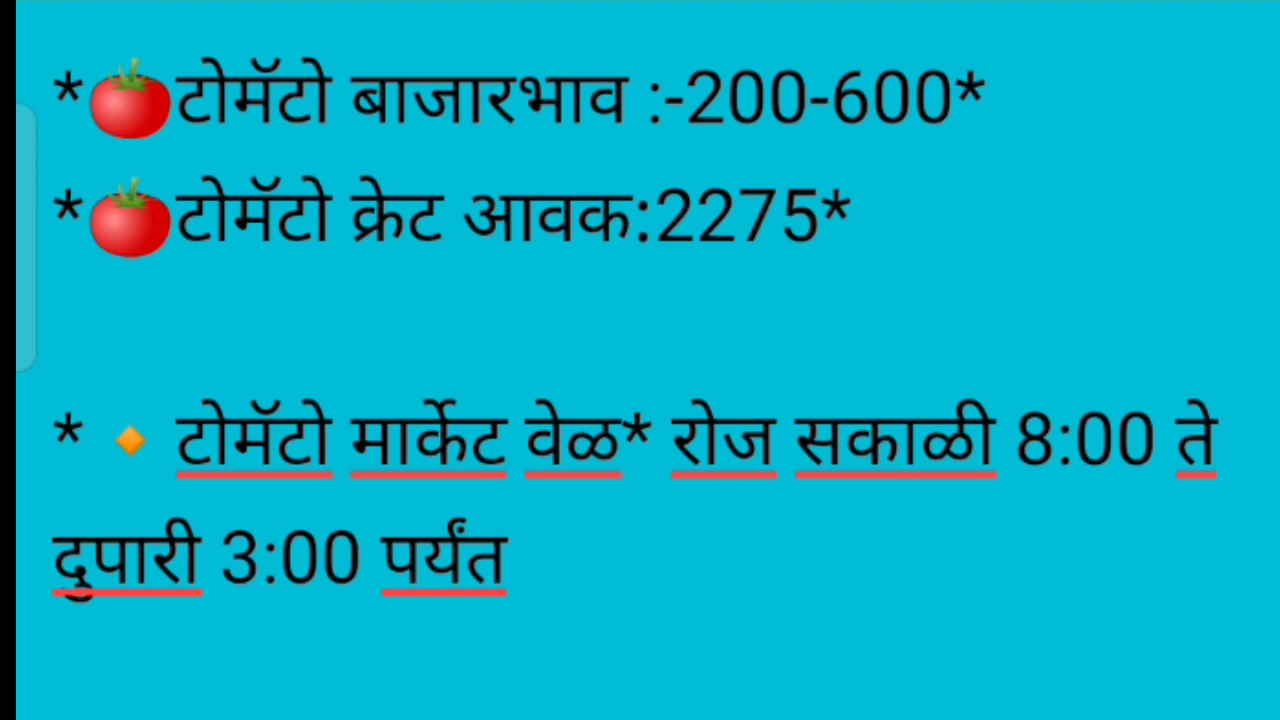 *🍅टोमॅटो बाजारभाव :-200-600*
*🍅टोमॅटो क्रेट आवक:2275*
*🔸टोमॅटो मार्केट वेळ* रोज सकाळी 8:00 ते
दुपारी 3:00 पर्यंत